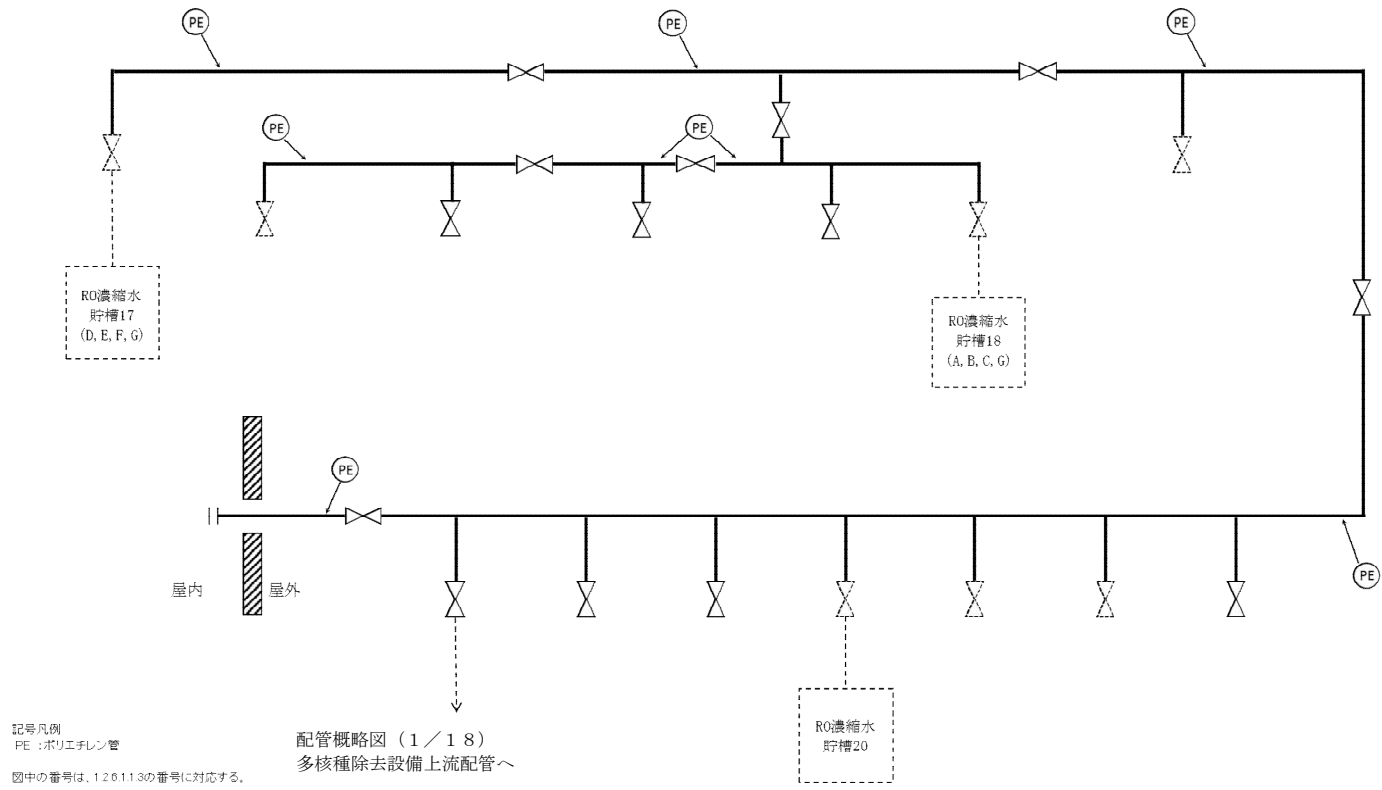 PE
PE
PE
PE
PE
RO濃縮水
貯槽17
(D,E,F,G)
RO濃縮水
貯槽18
(A,B,C,G)
PE
PE
屋内
屋外
RO濃縮水
貯槽20
配管概略図（1／18）
多核種除去設備上流配管へ
記号凡例
PE ：ポリエチレン管
図中の番号は、1.2.6.1.1.3の番号に対応する。